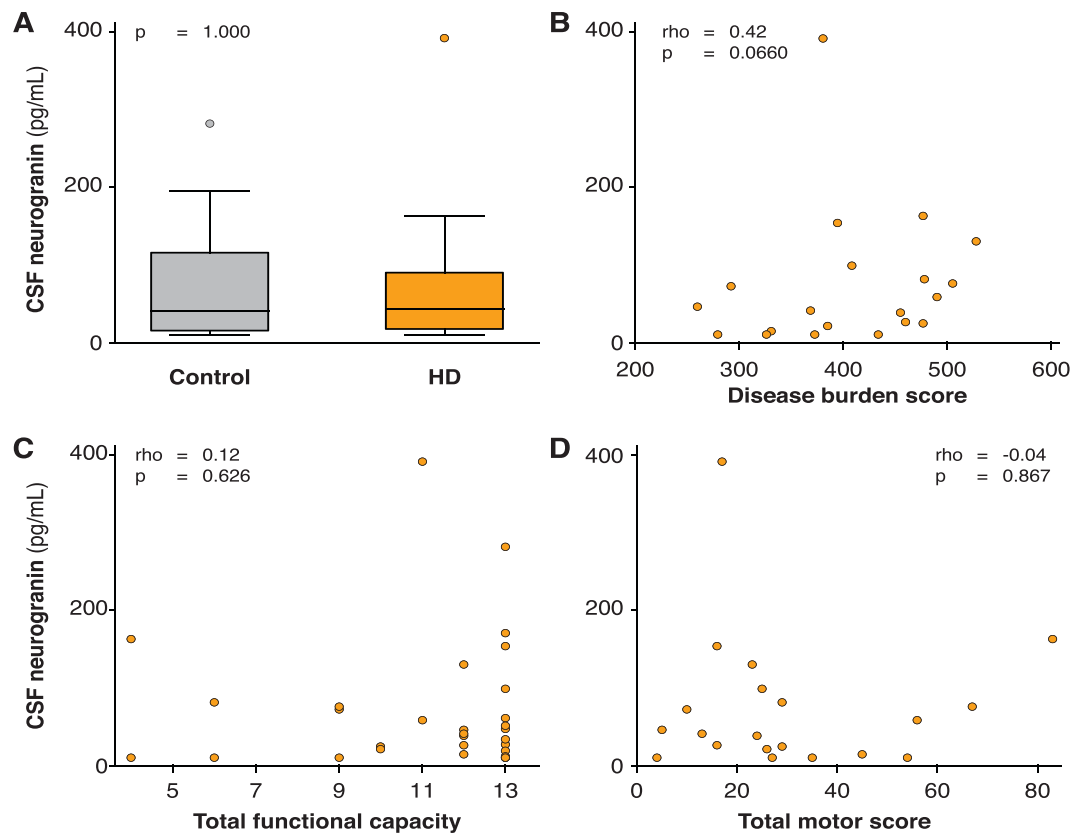 A
p = 1.000
CSF neurogranin (pg/mL)
400
200
0
Control HD
B
rho = 0.42
p = 0.0660
400
200
0
200 300 400 500 600
Disease burden score
C
rho = 0.12
p = 0.626
CSF neurogranin (pg/mL)
400
200
0
5 7 9 11 13
Total functional capacity
D
rho = -0.04
p = 0.867
400
200
0
0 20 40 60 80
Total motor score